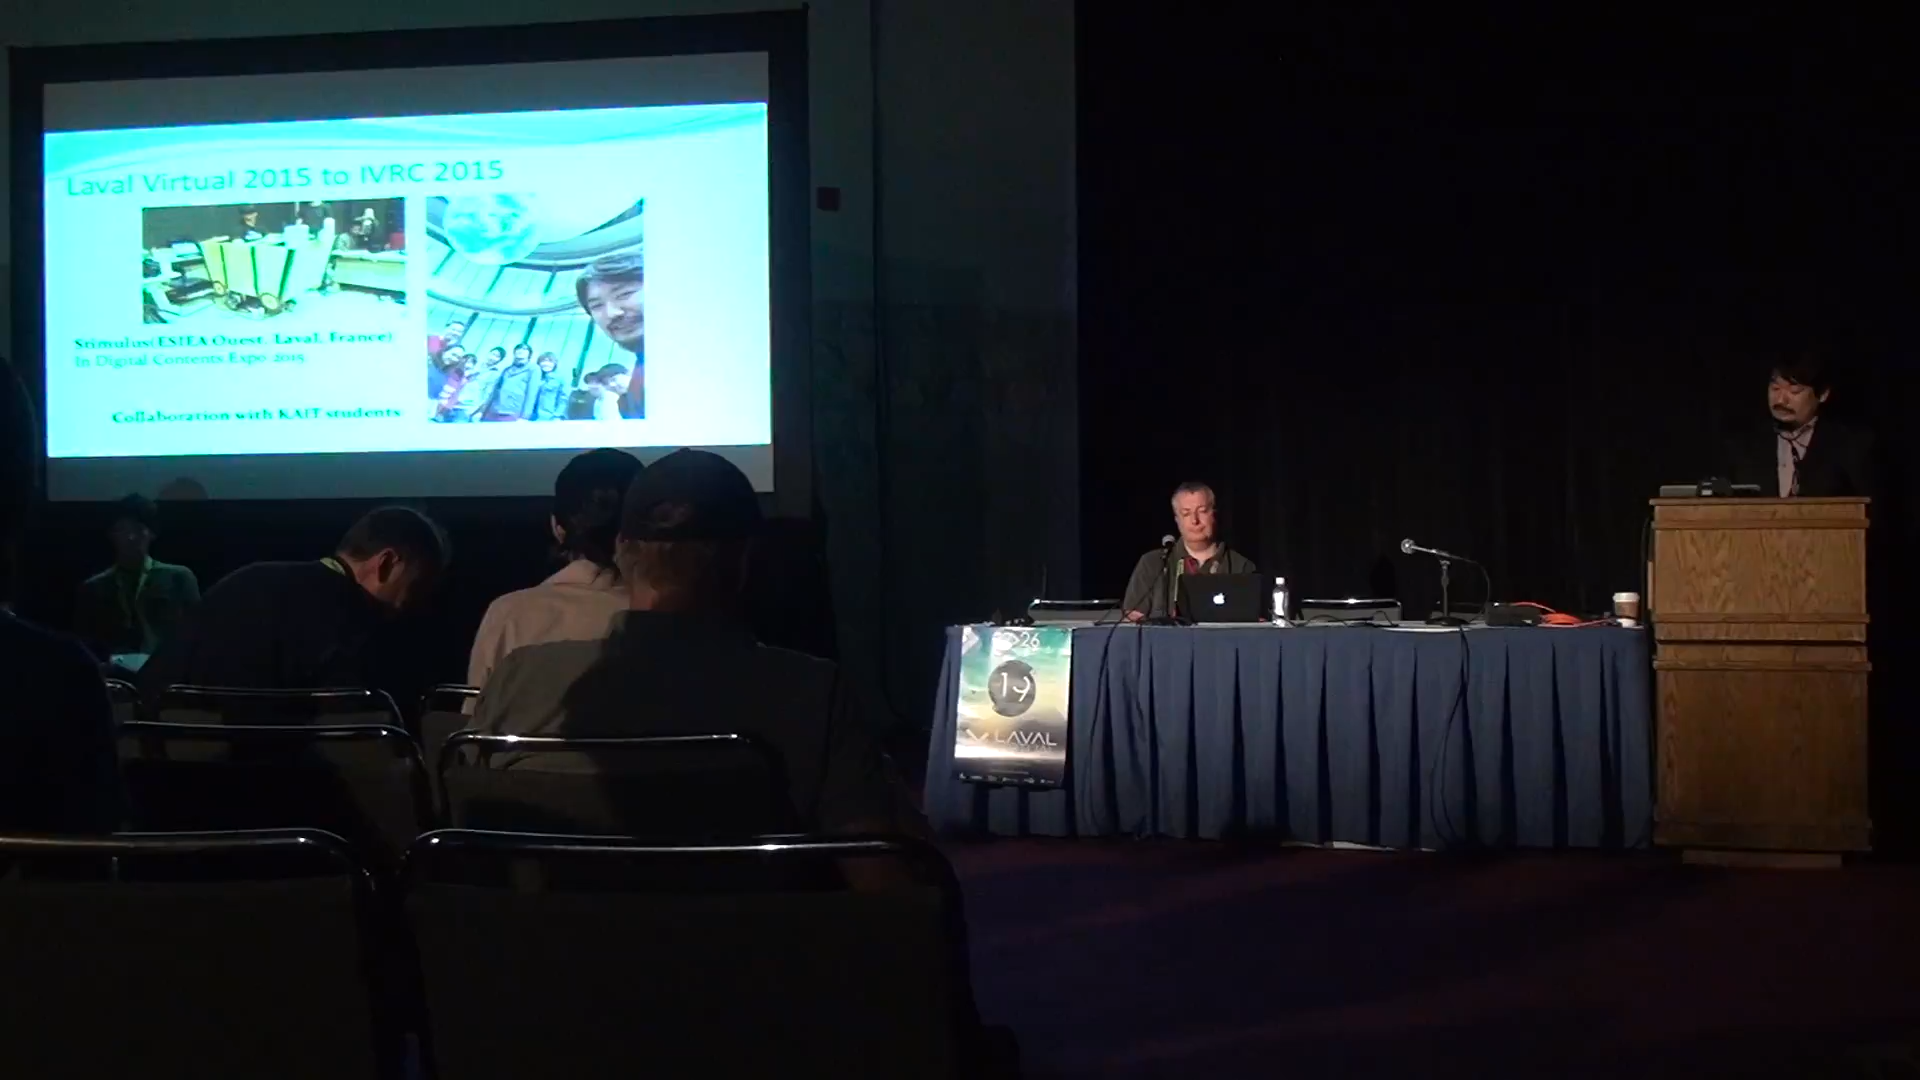 Laval Virtual 2015 to IVRC 2015
Stimulus(ESIEA Ouest, Laval, France)
In Digital Contents Expo 2015
Collaboration with KAIT students
26
19
LAVAL